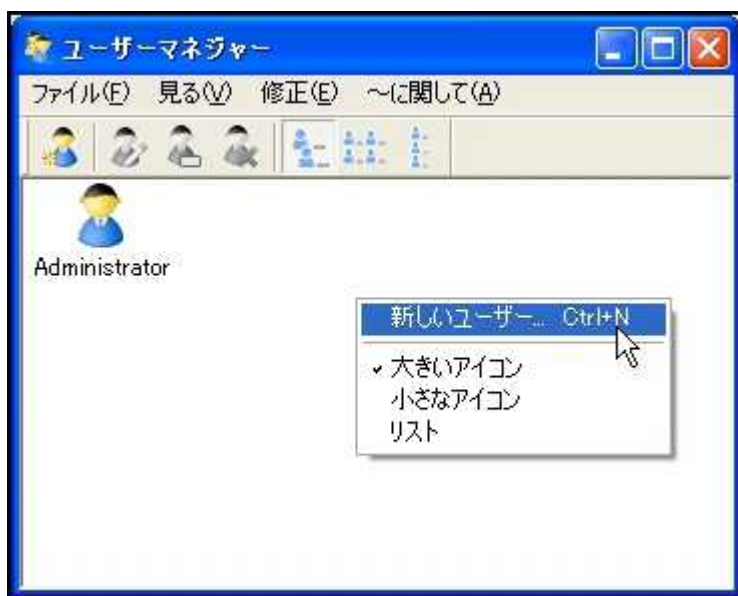 ユーザーマネジャー
ファイル(F) 見る(V) 修正(E) ～に関して(A)
Administrator
新しいユーザー... Ctrl+N
大きいアイコン
小さなアイコン
リスト